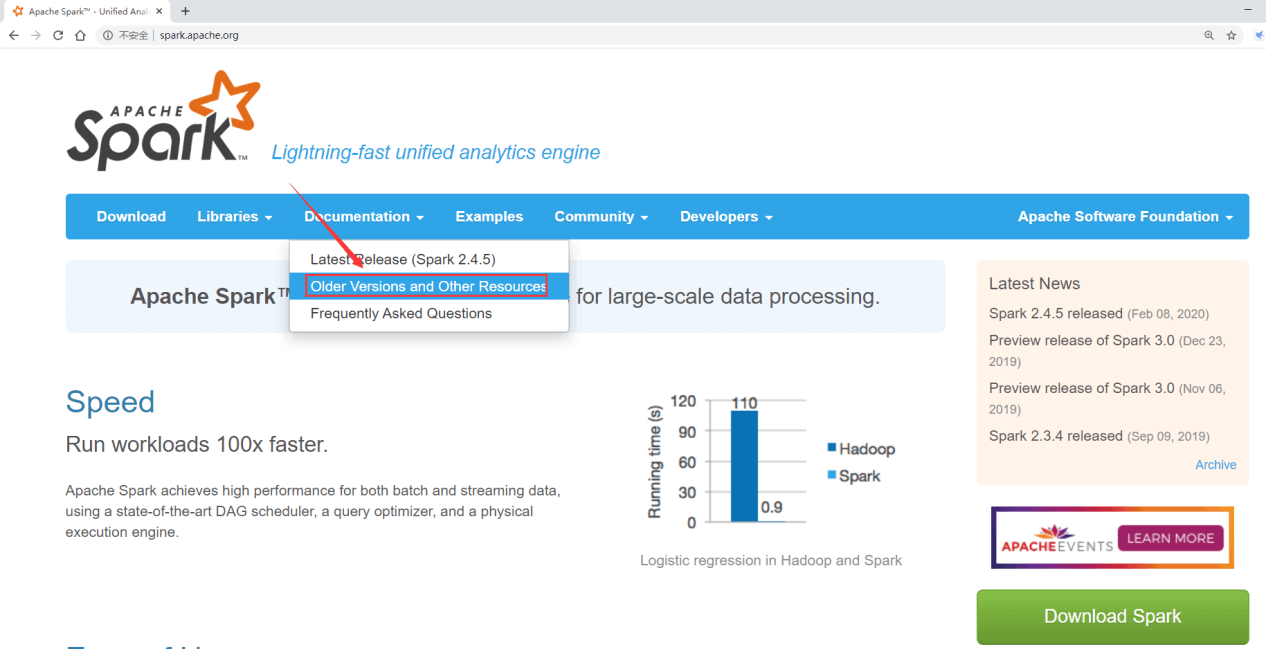 Apache Spark™ - Unified Anal
不安全 spark.apache.org
APACHE
Spark™
Lightning-fast unified analytics engine
Download Libraries Documentation Examples Community Developers Apache Software Foundation
Latest Release (Spark 2.4.5)
Older Versions and Other Resources
Frequently Asked Questions
Apache Spark™ for large-scale data processing.
Speed
Run workloads 100x faster.
Apache Spark achieves high performance for both batch and streaming data,
using a state-of-the-art DAG scheduler, a query optimizer, and a physical
execution engine.
Running time (s)
120
90
60
30
0
110
0.9
Hadoop
Spark
Logistic regression in Hadoop and Spark
Latest News
Spark 2.4.5 released (Feb 08, 2020)
Preview release of Spark 3.0 (Dec 23,
2019)
Preview release of Spark 3.0 (Nov 06,
2019)
Spark 2.3.4 released (Sep 09, 2019)
Archive
APACHEEVENTS LEARN MORE
Download Spark